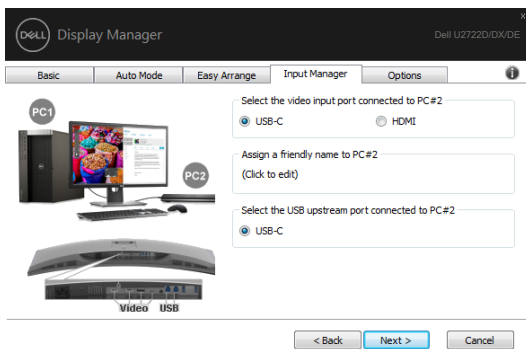 DELL Display Manager
Dell U2722D/DX/DE
x
Basic Auto Mode Easy Arrange Input Manager Options
PC1
PC2
Video USB
Select the video input port connected to PC#2
USB-C HDMI
Assign a friendly name to PC#2
(Click to edit)
Select the USB upstream port connected to PC#2
USB-C
< Back Next > Cancel